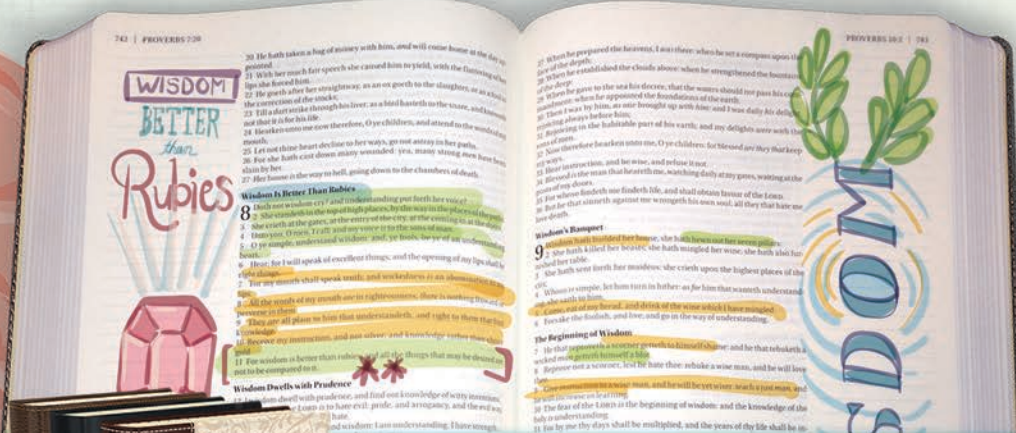 742 | PROVERBS 7:20
WISDOM
BETTER
than
Rubies
20 He hath taken a bag of money with him, and will come home at the day
pointed.
21 With her much fair speech she caused him to yield, with the flattering of
lips she forced him.
22 He goeth after her straightway, as an ox goeth to the slaughter, or as a
the correction of the stocks;
23 Till a dart strike through his liver; as a bird hasteth to the snare, and
not that it is for his life.
24 Hearken unto me now therefore, O ye children, and attend to the words of
mouth.
25 Let not thine heart decline to her ways, go not astray in her paths.
26 For she hath cast down many wounded: yea, many strong men have been
slain by her.
27 Her house is the way to hell, going down to the chambers of death.
Wisdom Is Better Than Rubies
8 Doth not wisdom cry? and understanding put forth her voice?
2 She standeth in the top of high places, by the way in the places of the
3 She crieth at the gates, at the entry of the city, at the coming in at the
4 Unto you, O men, I call; and my voice is to the sons of man.
5 O ye simple, understand wisdom: and, ye fools, be ye of an understanding
heart.
6 Hear; for I will speak of excellent things; and the opening of my lips shall be
right things.
7 For my mouth shall speak truth; and wickedness is an abomination to my
lips.
8 All the words of my mouth are in righteousness; there is nothing froward or
perverse in them.
9 They are all plain to him that understandeth, and right to them that find
knowledge.
10 Receive my instruction, and not silver; and knowledge rather than choice
gold.
11 For wisdom is better than rubies; and all the things that may be desired are
not to be compared to it.
Wisdom Dwells with Prudence
wisdom dwell with prudence, and find out knowledge of witty inventions.
LORD is to hate evil: pride, and arrogancy, and the evil way,
hate.
and wisdom: I am understanding; I have strength.
PROVERBS 10:1 | 743
27 When he prepared the heavens, I was there: when he set a compass upon the
face of the depth:
28 When he established the clouds above: when he strengthened the fountains
of the deep:
29 When he gave to the sea his decree, that the waters should not pass his
commandment: when he appointed the foundations of the earth:
30 Then I was by him, as one brought up with him: and I was daily his delight,
rejoicing always before him;
31 Rejoicing in the habitable part of his earth; and my delights were with the
sons of men.
32 Now therefore hearken unto me, O ye children: for blessed are they that keep
my ways.
33 Hear instruction, and be wise, and refuse it not.
34 Blessed is the man that heareth me, watching daily at my gates, waiting at the
posts of my doors.
35 For whoso findeth me findeth life, and shall obtain favour of the LORD.
36 But he that sinneth against me wrongeth his own soul: all they that hate me
love death.
Wisdom's Banquet
9 Wisdom hath builded her house, she hath hewn out her seven pillars:
2 She hath killed her beasts; she hath mingled her wine; she hath also
nished her table.
3 She hath sent forth her maidens: she crieth upon the highest places of the
city,
4 Whoso is simple, let him turn in hither: as for him that wanteth understand
she saith to him,
5 Come, eat of my bread, and drink of the wine which I have mingled.
6 Forsake the foolish, and live; and go in the way of understanding.
The Beginning of Wisdom
7 He that reproveth a scorner getteth to himself shame: and he that rebuketh a
wicked man getteth himself a blot.
8 Reprove not a scorner, lest he hate thee: rebuke a wise man, and he will love
thee.
9 Give instruction to a wise man, and he will be yet wiser: teach a just man, and
he will increase in learning.
10 The fear of the LORD is the beginning of wisdom: and the knowledge of the
holy is understanding.
11 For by me thy days shall be multiplied, and the years of thy life shall be in
SDOM